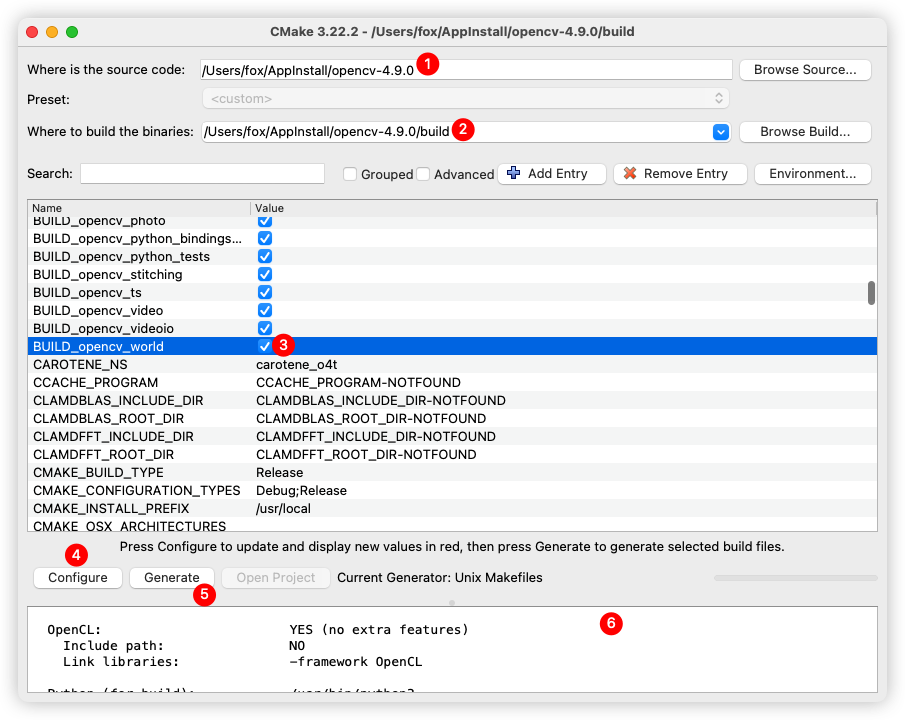 CMake 3.22.2 - /Users/fox/AppInstall/opencv-4.9.0/build
Where is the source code: /Users/fox/AppInstall/opencv-4.9.0 1 Browse Source...
Preset: <custom>
Where to build the binaries: /Users/fox/AppInstall/opencv-4.9.0/build 2 Browse Build...
Search: Grouped Advanced Add Entry Remove Entry Environment...
Name Value
BUILD_opencv_photo
BUILD_opencv_python_bindings...
BUILD_opencv_python_tests
BUILD_opencv_stitching
BUILD_opencv_ts
BUILD_opencv_video
BUILD_opencv_videoio
BUILD_opencv_world 3
CAROTENE_NS carotene_o4t
CCACHE_PROGRAM CCACHE_PROGRAM-NOTFOUND
CLAMDBLAS_INCLUDE_DIR CLAMDBLAS_INCLUDE_DIR-NOTFOUND
CLAMDBLAS_ROOT_DIR CLAMDBLAS_ROOT_DIR-NOTFOUND
CLAMDFFT_INCLUDE_DIR CLAMDFFT_INCLUDE_DIR-NOTFOUND
CLAMDFFT_ROOT_DIR CLAMDFFT_ROOT_DIR-NOTFOUND
CMAKE_BUILD_TYPE Release
CMAKE_CONFIGURATION_TYPES Debug;Release
CMAKE_INSTALL_PREFIX /usr/local
CMAKE_OSX_ARCHITECTURES
Press Configure to update and display new values in red, then press Generate to generate selected build files.
4
Configure Generate Open Project Current Generator: Unix Makefiles
5
6
OpenCL: YES (no extra features)
Include path: NO
Link libraries: -framework OpenCL
Python (for build): /usr/bin/python3